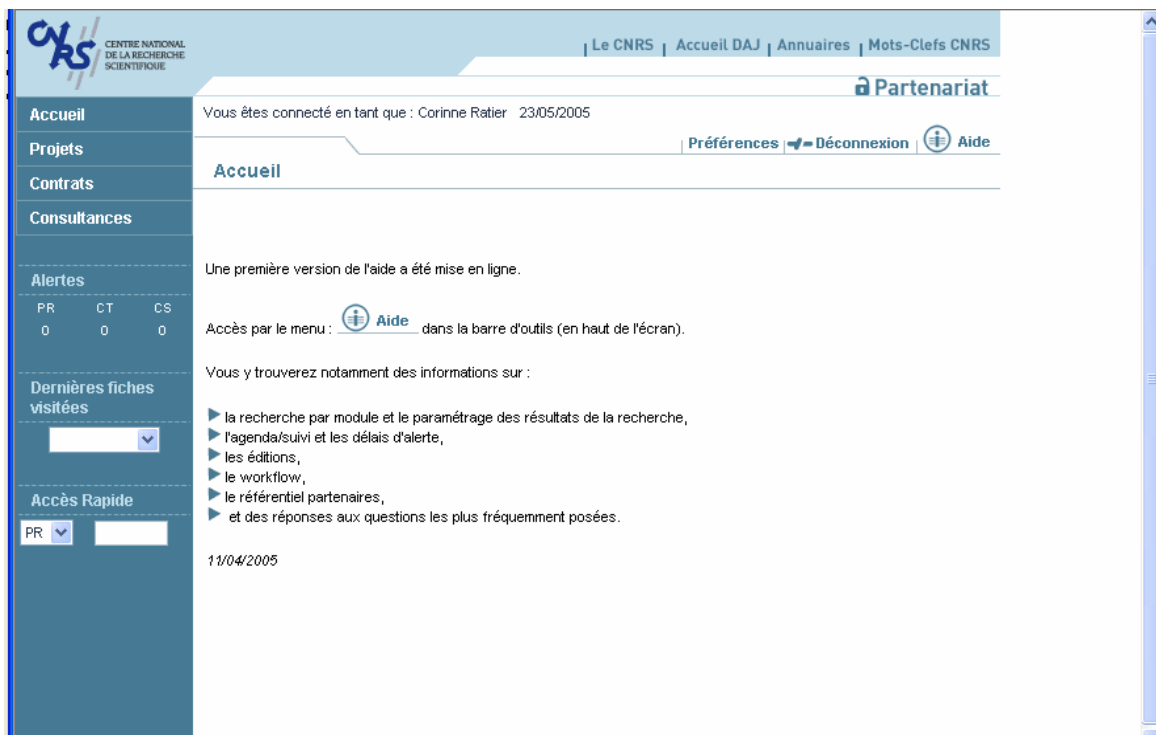 CNRS
CENTRE NATIONAL
DE LA RECHERCHE
SCIENTIFIQUE
Le CNRS | Accueil DAJ | Annuaires | Mots-Clefs CNRS
Partenariat
Vous êtes connecté en tant que : Corinne Ratier 23/05/2005
Préférences | Déconnexion | Aide
Accueil
Accueil
Projets
Contrats
Consultances
Alertes
PR CT CS
0 0 0
Dernières fiches
visitées
Accès Rapide
PR
Une première version de l'aide a été mise en ligne.
Accès par le menu : Aide dans la barre d'outils (en haut de l'écran).
Vous y trouverez notamment des informations sur :
la recherche par module et le paramétrage des résultats de la recherche,
l'agenda/suivi et les délais d'alerte,
les éditions,
le workflow,
le référentiel partenaires,
et des réponses aux questions les plus fréquemment posées.
11/04/2005